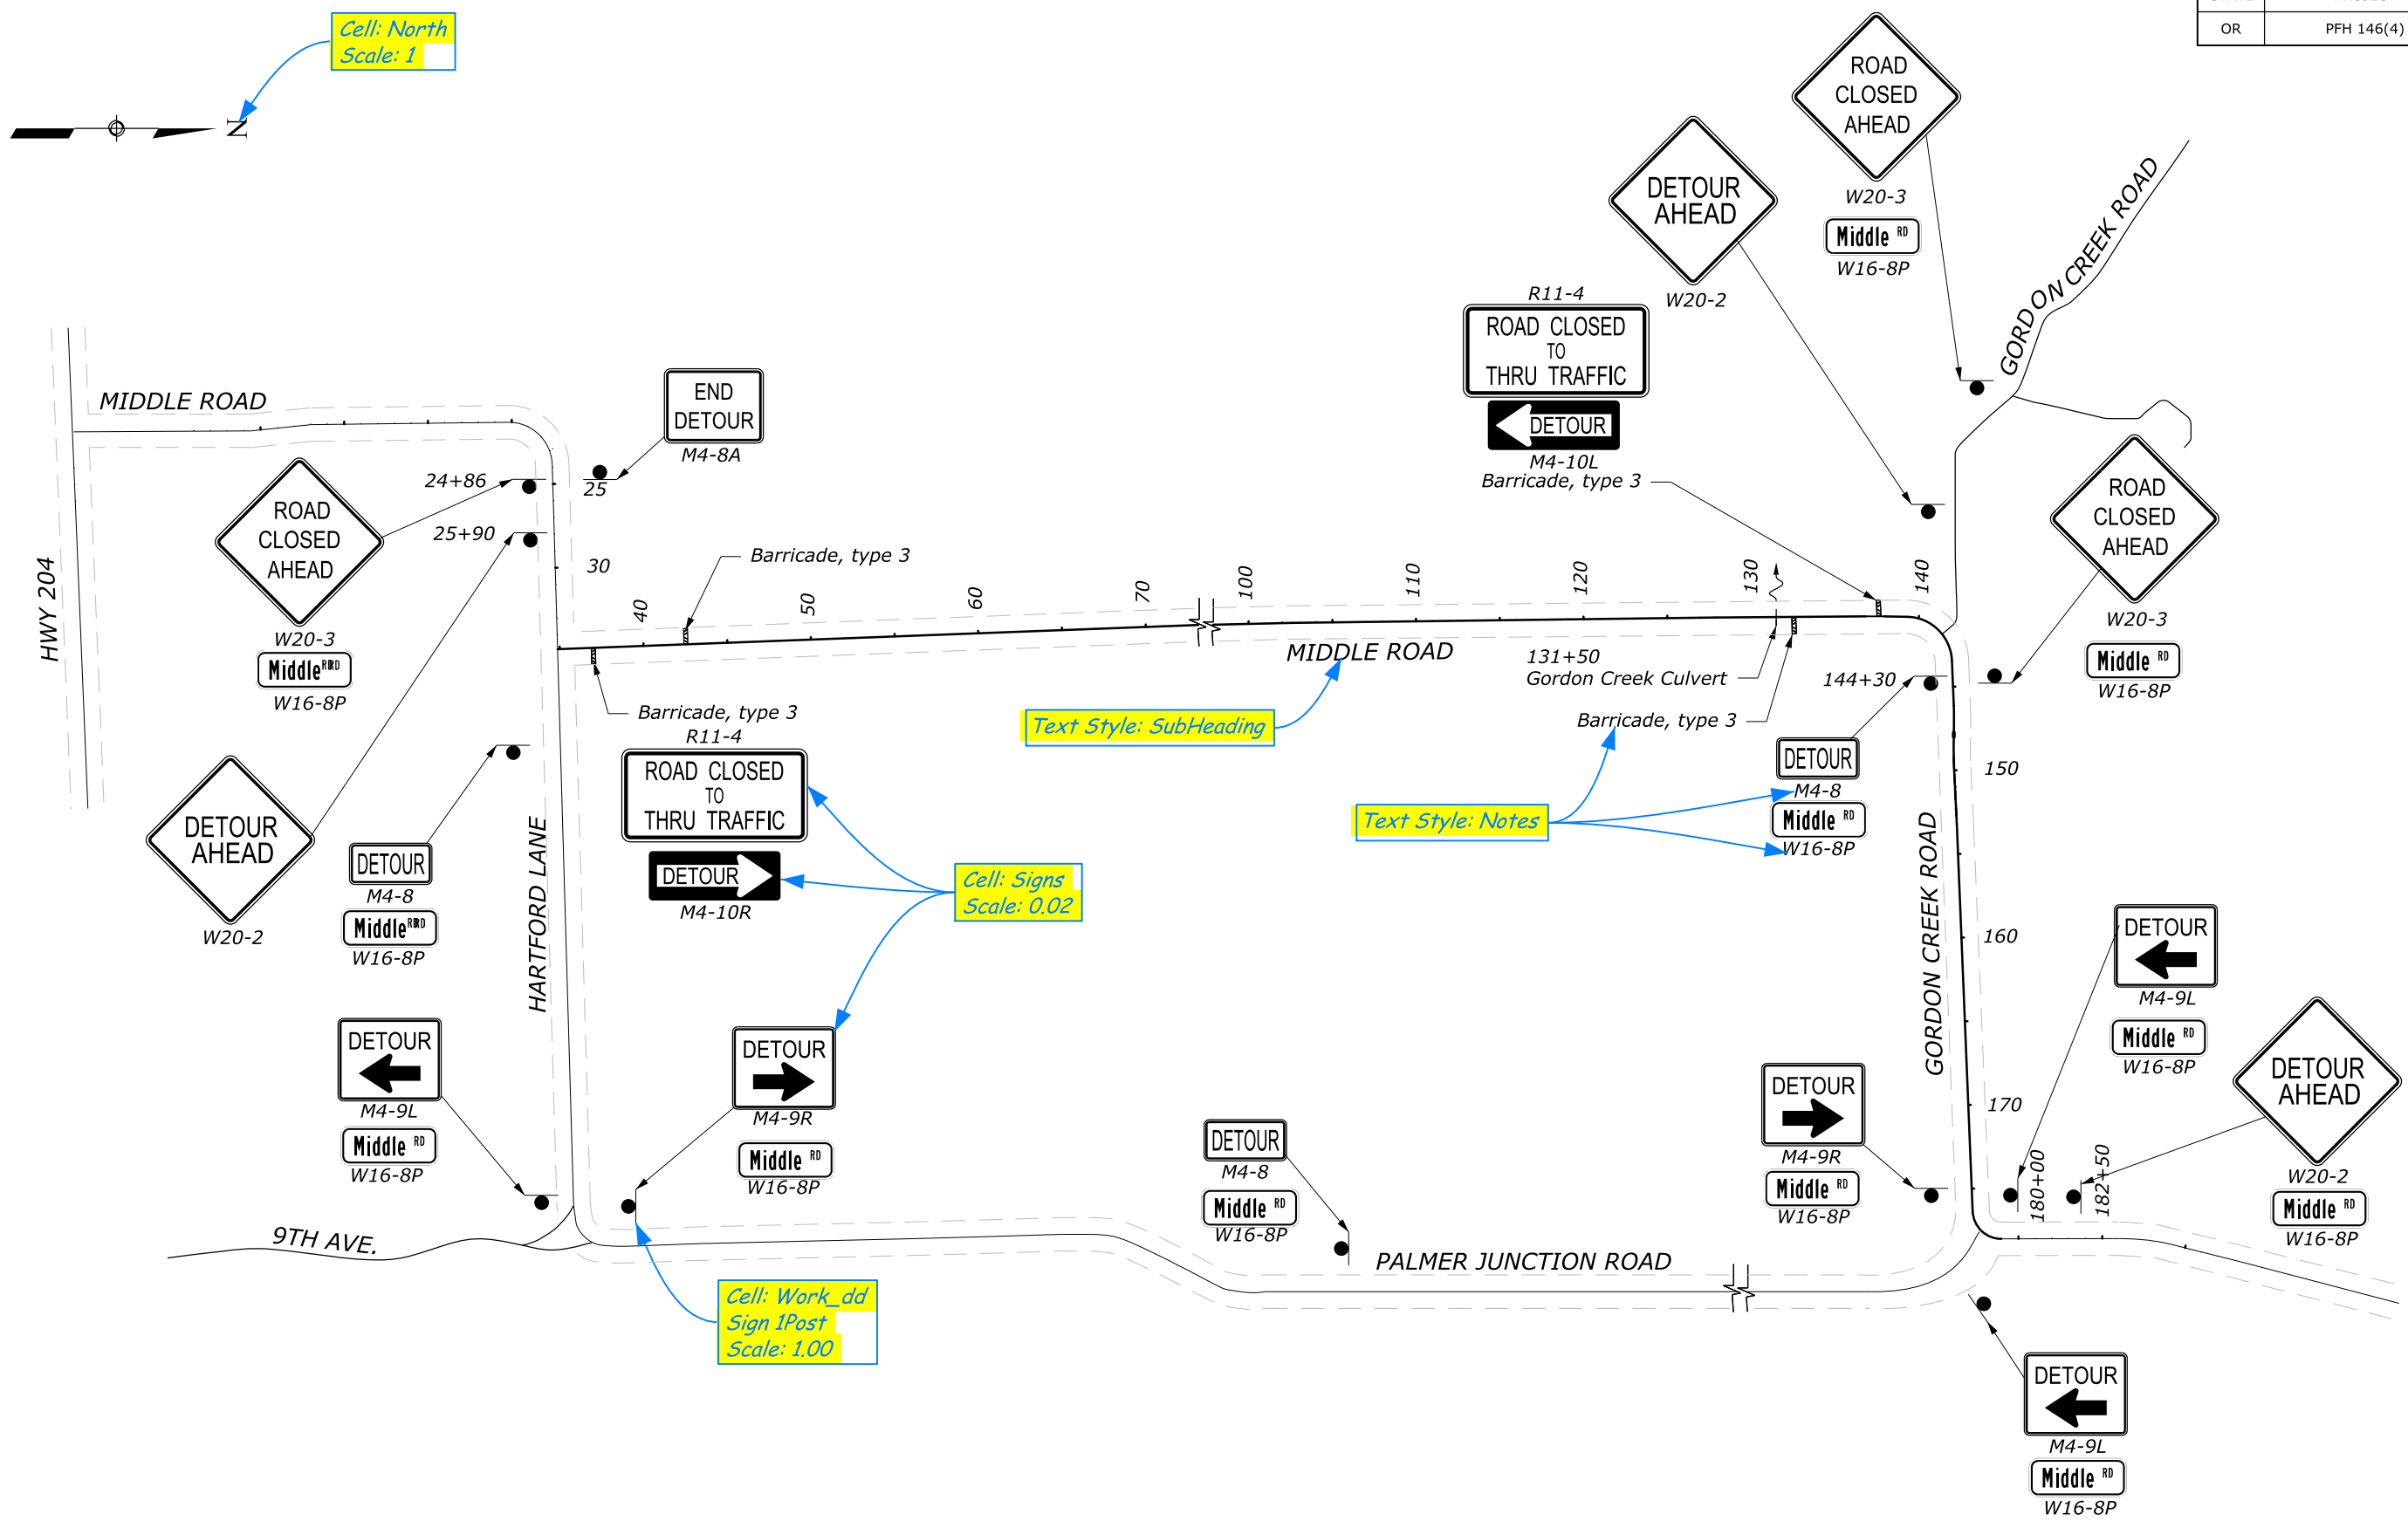 Cell: North
Scale: 1
N
OR PFH 146(4)
ROAD
CLOSED
AHEAD
W20-3
Middle RD
W16-8P
DETOUR
AHEAD
W20-2
GORDON CREEK ROAD
R11-4
ROAD CLOSED
TO
THRU TRAFFIC
DETOUR
M4-10L
Barricade, type 3
MIDDLE ROAD
END
DETOUR
M4-8A
24+86
25
25+90
30
ROAD
CLOSED
AHEAD
W20-3
Middle
W16-8P
HWY 204
Barricade, type 3
40
50
60
70
100
110
120
130
140
MIDDLE ROAD
131+50
Gordon Creek Culvert
144+30
Barricade, type 3
ROAD
CLOSED
AHEAD
W20-3
Middle RD
W16-8P
Barricade, type 3
R11-4
ROAD CLOSED
TO
THRU TRAFFIC
DETOUR
M4-10R
Text Style: SubHeading
Text Style: Notes
DETOUR
M4-8
Middle RD
W16-8P
150
160
170
GORDON CREEK ROAD
DETOUR
AHEAD
W20-2
DETOUR
M4-8
Middle
W16-8P
HARTFORD LANE
Cell: Signs
Scale: 0.02
DETOUR
M4-9L
Middle RD
W16-8P
DETOUR
M4-9R
Middle RD
W16-8P
DETOUR
M4-8
Middle RD
W16-8P
DETOUR
M4-9R
Middle RD
W16-8P
DETOUR
M4-9L
Middle RD
W16-8P
180+00
182+50
DETOUR
AHEAD
W20-2
Middle RD
W16-8P
9TH AVE.
PALMER JUNCTION ROAD
Cell: Work_dd
Sign 1Post
Scale: 1.00
DETOUR
M4-9L
Middle RD
W16-8P